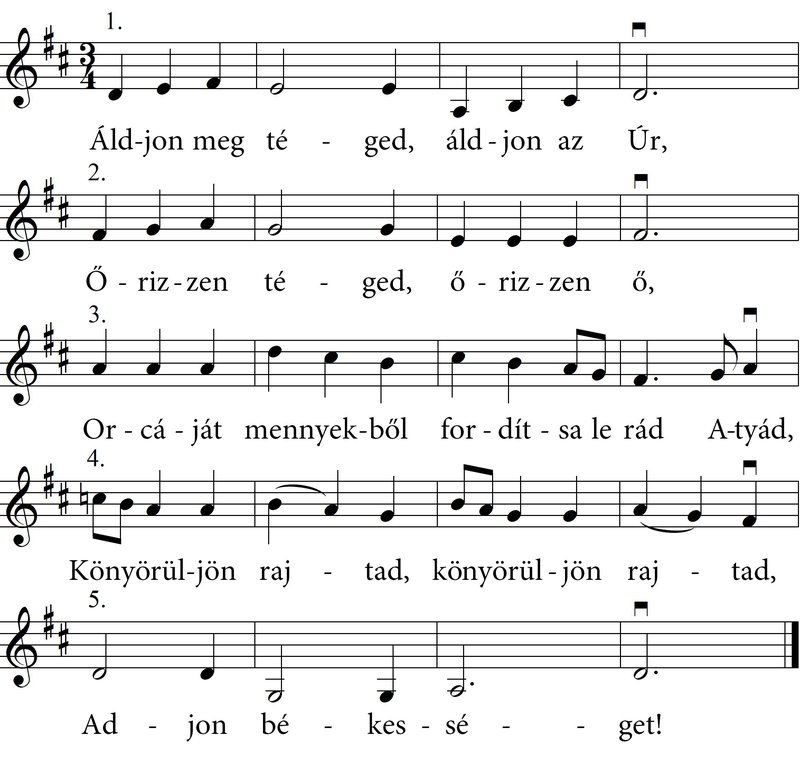 1.
3
4
Áld-jon meg té - ged, áld-jon az Úr,
2.
Ő - riz-zen té - ged, ő - riz-zen ő,
3.
Or - cá - ját mennyek-ből for - dít - sa le rád A-tyád,
4.
Könyörül-jön raj - tad, könyörül-jön raj - tad,
5.
Ad - jon bé - kes - sé - - get!